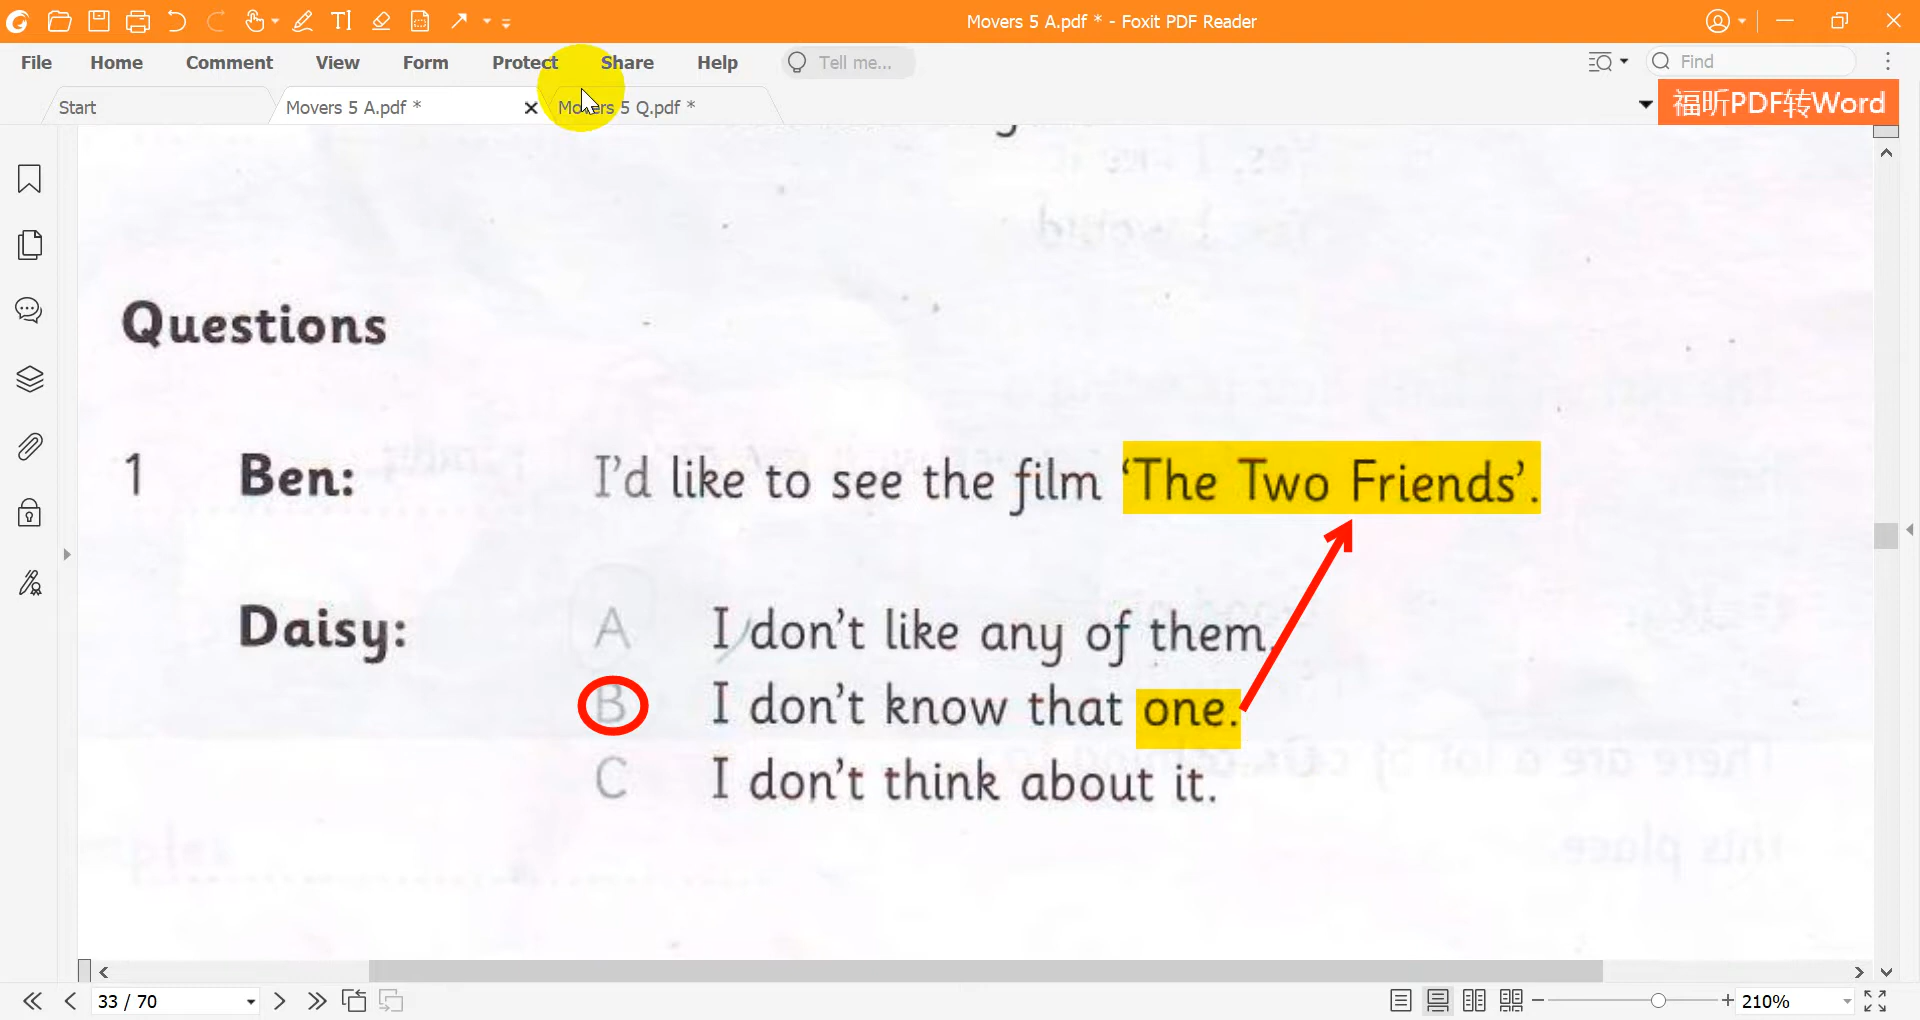 Movers 5 A.pdf * - Foxit PDF Reader
File Home Comment View Form Protect Share Help Tell me... Find
Start Movers 5 A.pdf * Movers 5 Q.pdf * 福昕PDF转Word
Questions
1 Ben: I'd like to see the film 'The Two Friends'.
Daisy: A I don't like any of them.
B I don't know that one.
C I don't think about it.
33 / 70 210%